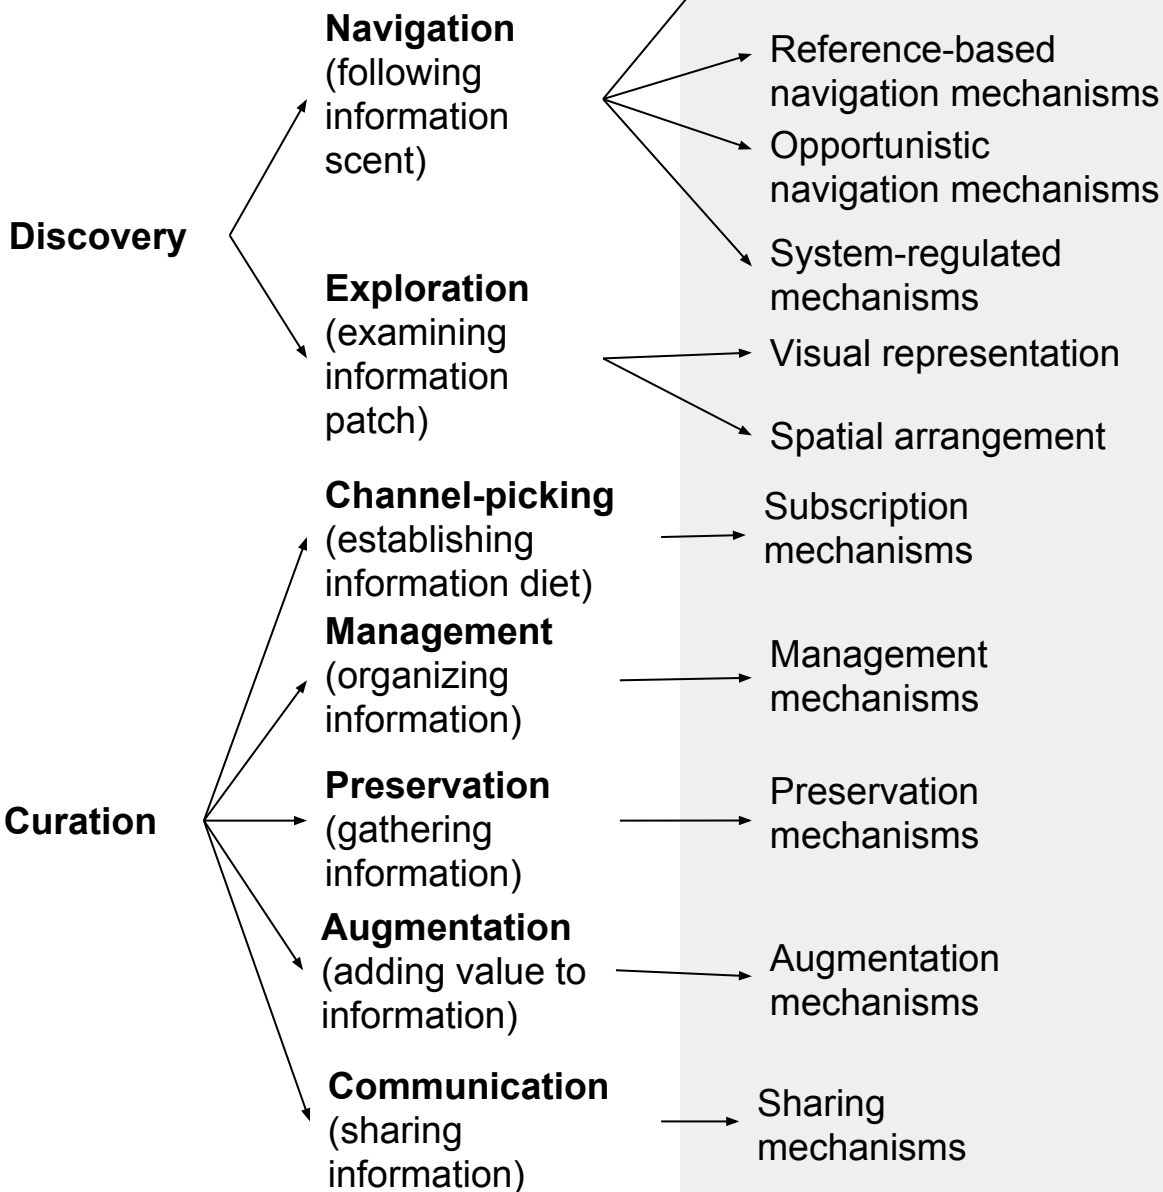 Navigation
(following
information
scent)
Reference-based
navigation mechanisms
Opportunistic
navigation mechanisms
System-regulated
mechanisms
Discovery
Exploration
(examining
information
patch)
Visual representation
Spatial arrangement
Channel-picking
(establishing
information diet)
Subscription
mechanisms
Management
(organizing
information)
Management
mechanisms
Curation
Preservation
(gathering
information)
Preservation
mechanisms
Augmentation
(adding value to
information)
Augmentation
mechanisms
Communication
(sharing
information)
Sharing
mechanisms